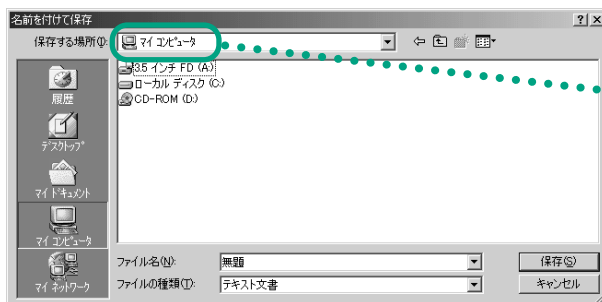 名前を付けて保存
保存する場所(I):
マイ コンピュータ
3.5 インチ FD (A:)
ローカル ディスク (C:)
CD-ROM (D:)
履歴
デスクトップ
マイ ドキュメント
マイ コンピュータ
マイ ネットワーク
ファイル名(N):
無題
保存(S)
ファイルの種類(T):
テキスト文書
キャンセル